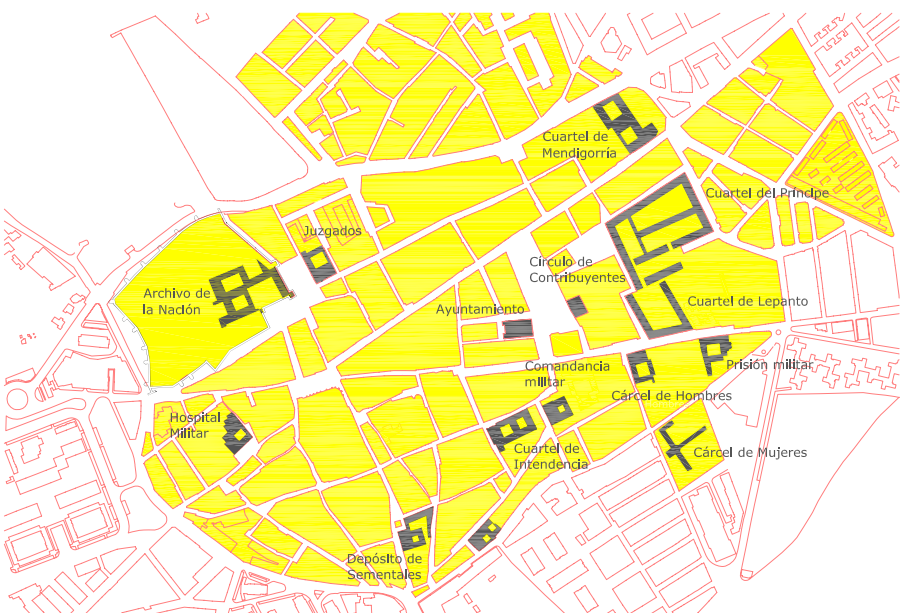 Cuartel de
Mendigorría
Cuartel del Príncipe
Juzgados
Círculo de
Contribuyentes
Archivo de
la Nación
Cuartel de Lepanto
Ayuntamiento
Comandancia
militar
Prisión militar
Cárcel de Hombres
Hospital
Militar
Cuartel de
Intendencia
Cárcel de Mujeres
Depósito de
Sementales